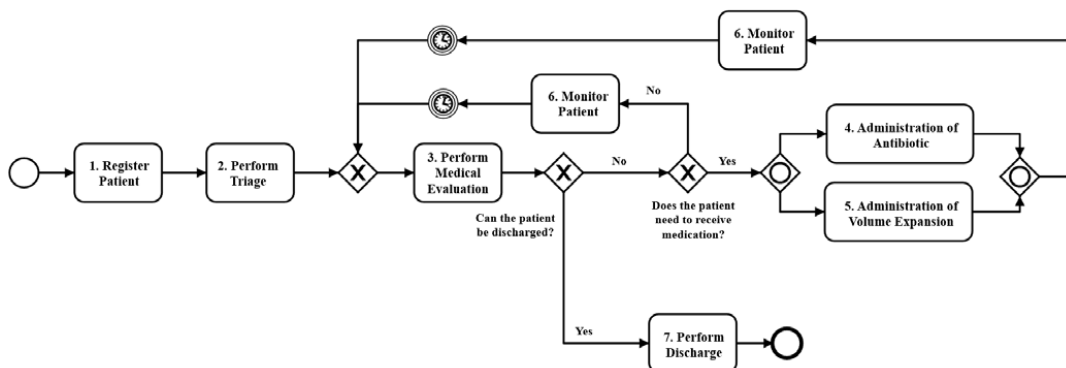 6. Monitor
Patient
6. Monitor
Patient
No
1. Register
Patient
2. Perform
Triage
3. Perform
Medical
Evaluation
No
Yes
4. Administration of
Antibiotic
5. Administration of
Volume Expansion
Can the patient
be discharged?
Does the patient
need to receive
medication?
Yes
7. Perform
Discharge